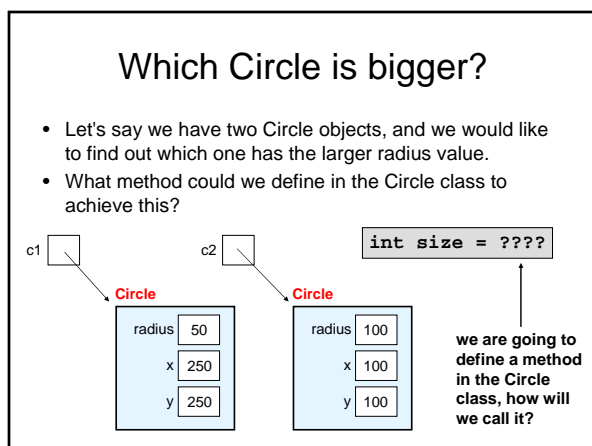 Which Circle is bigger?
• Let's say we have two Circle objects, and we would like
to find out which one has the larger radius value.
• What method could we define in the Circle class to
achieve this?
c1
c2
int size = ????
Circle
Circle
radius 50
x 250
y 250
radius 100
x 100
y 100
we are going to
define a method
in the Circle
class, how will
we call it?